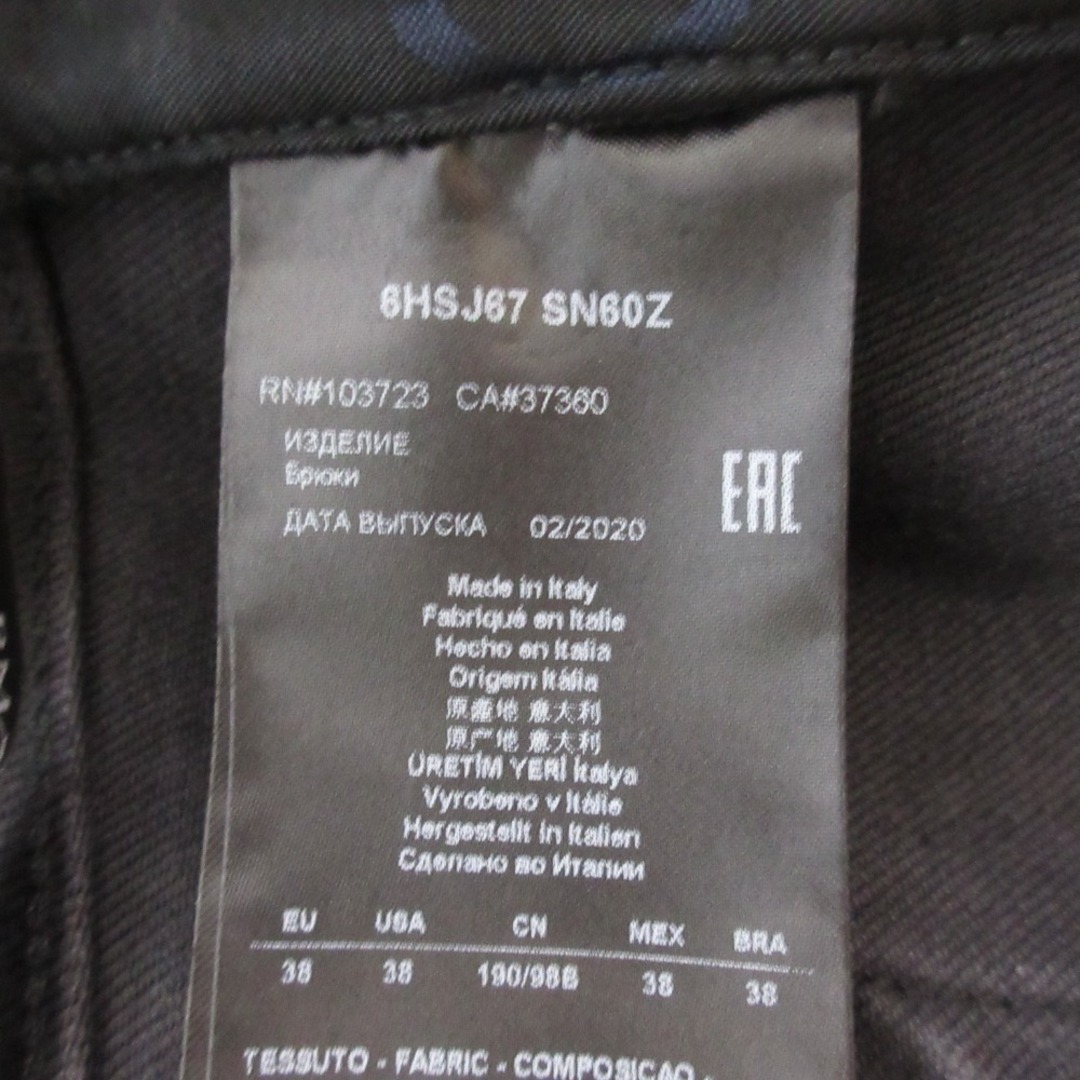 6HSJ67 SN60Z
RN#103723 CA#37360
ИЗДЕЛИЕ
Брюки
EAC
ДАТА ВЫПУСКА 02/2020
Made in Italy
Fabriqué en Italie
Hecho en Italia
Origem Itália
原產地 意大利
原产地 意大利
ÜRETİM YERİ İtalya
Vyrobeno v Itálie
Hergestellt in Italien
Сделано во Италии
EU USA CN MEX BRA
38 38 190/98B 38 38
TESSUTO - FABRIC - COMPOSICAO -